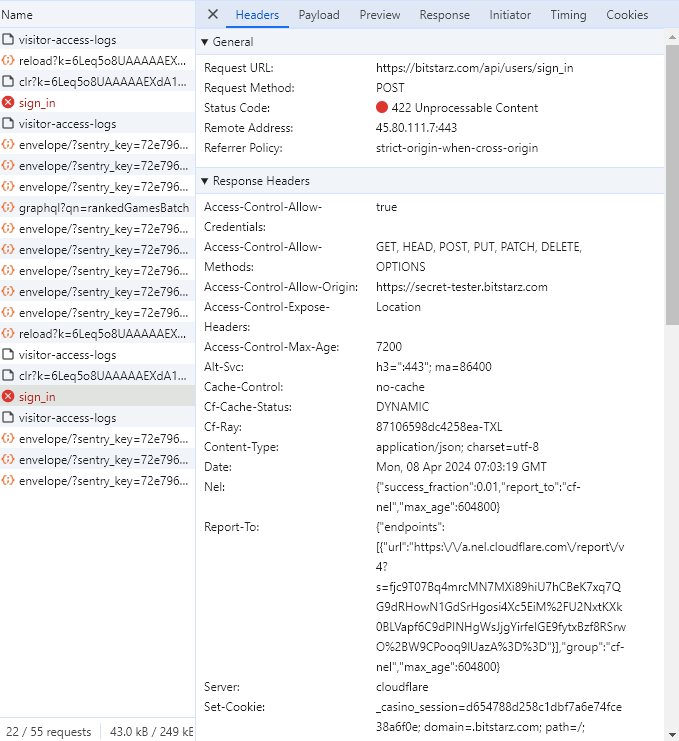 Name
visitor-access-logs
reload?k=6Leq5o8UAAAAAEX...
clr?k=6Leq5o8UAAAAAEXdA1...
sign_in
visitor-access-logs
envelope/?sentry_key=72e796...
envelope/?sentry_key=72e796...
envelope/?sentry_key=72e796...
graphql?qn=rankedGamesBatch
envelope/?sentry_key=72e796...
envelope/?sentry_key=72e796...
envelope/?sentry_key=72e796...
envelope/?sentry_key=72e796...
envelope/?sentry_key=72e796...
reload?k=6Leq5o8UAAAAAEX...
visitor-access-logs
clr?k=6Leq5o8UAAAAAEXdA1...
sign_in
visitor-access-logs
envelope/?sentry_key=72e796...
envelope/?sentry_key=72e796...
envelope/?sentry_key=72e796...
22 / 55 requests 43.0 kB / 249 kB
Headers Payload Preview Response Initiator Timing Cookies
General
Request URL: https://bitstarz.com/api/users/sign_in
Request Method: POST
Status Code: 422 Unprocessable Content
Remote Address: 45.80.111.7:443
Referrer Policy: strict-origin-when-cross-origin
Response Headers
Access-Control-Allow- true
Credentials:
Access-Control-Allow- GET, HEAD, POST, PUT, PATCH, DELETE,
Methods: OPTIONS
Access-Control-Allow-Origin: https://secret-tester.bitstarz.com
Access-Control-Expose- Location
Headers:
Access-Control-Max-Age: 7200
Alt-Svc: h3=":443"; ma=86400
Cache-Control: no-cache
Cf-Cache-Status: DYNAMIC
Cf-Ray: 87106598dc4258ea-TXL
Content-Type: application/json; charset=utf-8
Date: Mon, 08 Apr 2024 07:03:19 GMT
Nel: {"success_fraction":0.01,"report_to":"cf-
nel","max_age":604800}
Report-To: {"endpoints":
[{"url":"https:\/\/a.nel.cloudflare.com\/report\/v
4?
s=fjc9T07Bq4mrcMN7MXi89hiU7hCBeK7xq7Q
G9dRHowN1GdSrHgosi4Xc5EiM%2FU2NxtKXk
0BLVapf6C9dPINHgWsJjgYirfeIGE9fytxBzf8RSrw
O%2BW9CPooq9lUazA%3D%3D"}],"group":"cf-
nel","max_age":604800}
Server: cloudflare
Set-Cookie: _casino_session=d654788d258c1dbf7a6e74fce
38a6f0e; domain=.bitstarz.com; path=/;